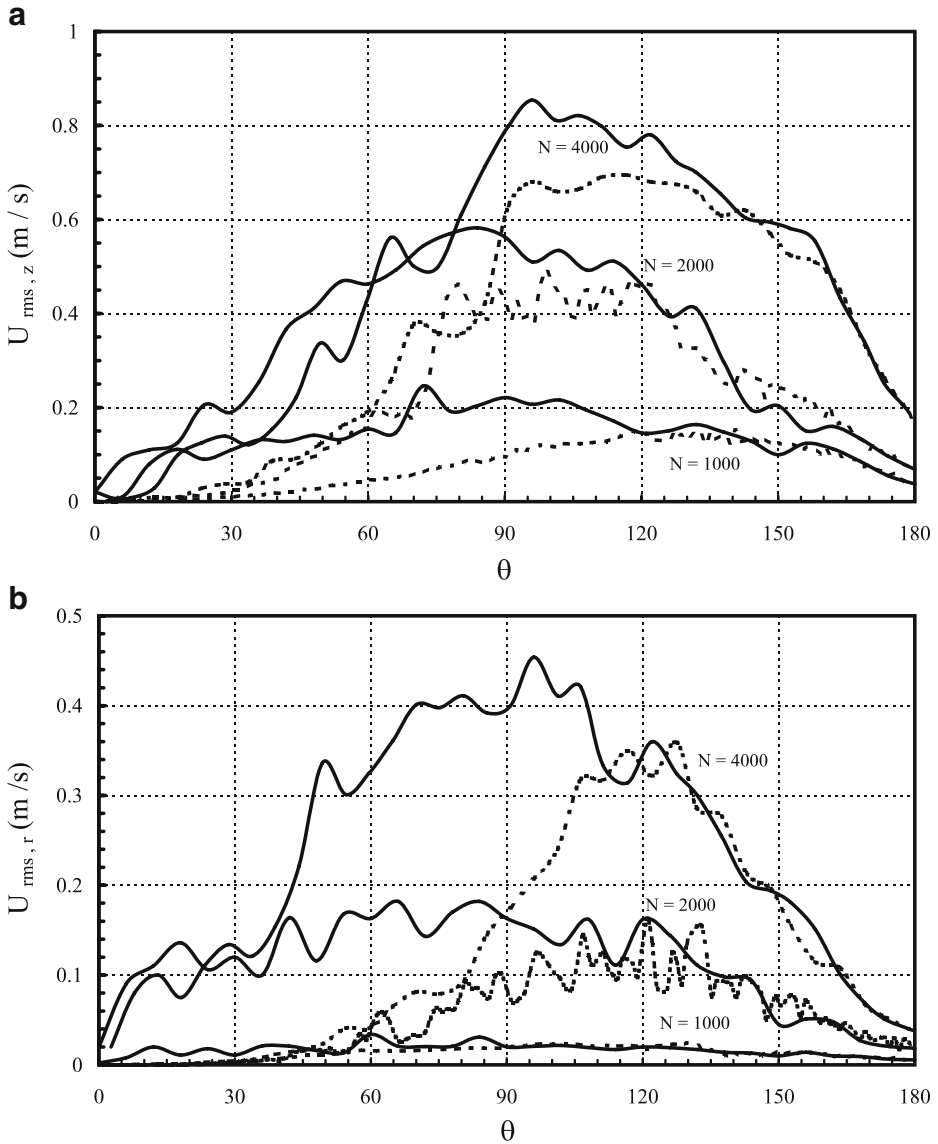 a
1
0.8
0.6
0.4
0.2
0
U rms , z (m / s)
N = 4000
N = 2000
N = 1000
0 30 60 90 120 150 180
θ
b
0.5
0.4
0.3
0.2
0.1
0
U rms , r (m /s)
N = 4000
N = 2000
N = 1000
0 30 60 90 120 150 180
θ